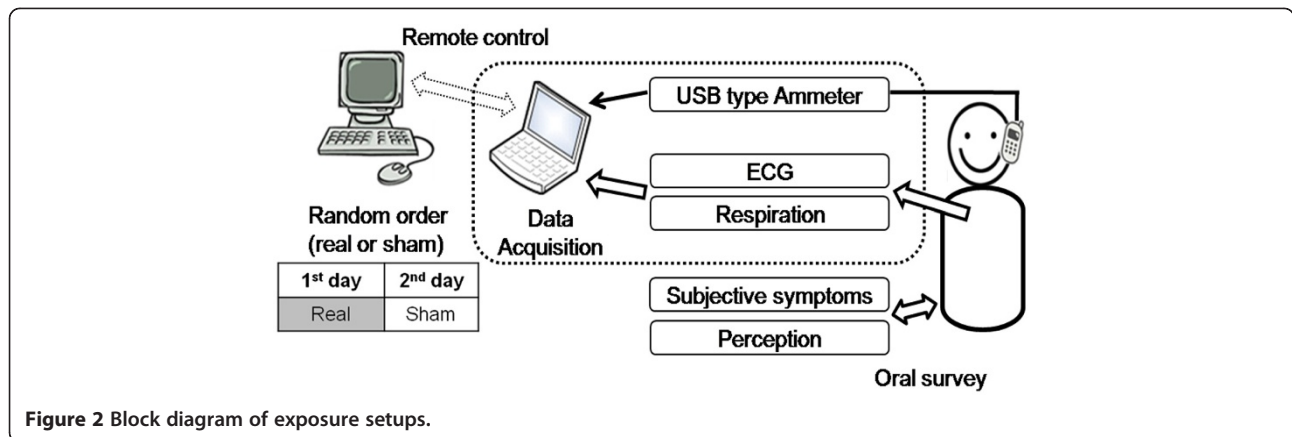 Remote control
USB type Ammeter
ECG
Respiration
Data
Acquisition
Random order
(real or sham)
1st day 2nd day
Real Sham
Subjective symptoms
Perception
Oral survey
Figure 2 Block diagram of exposure setups.